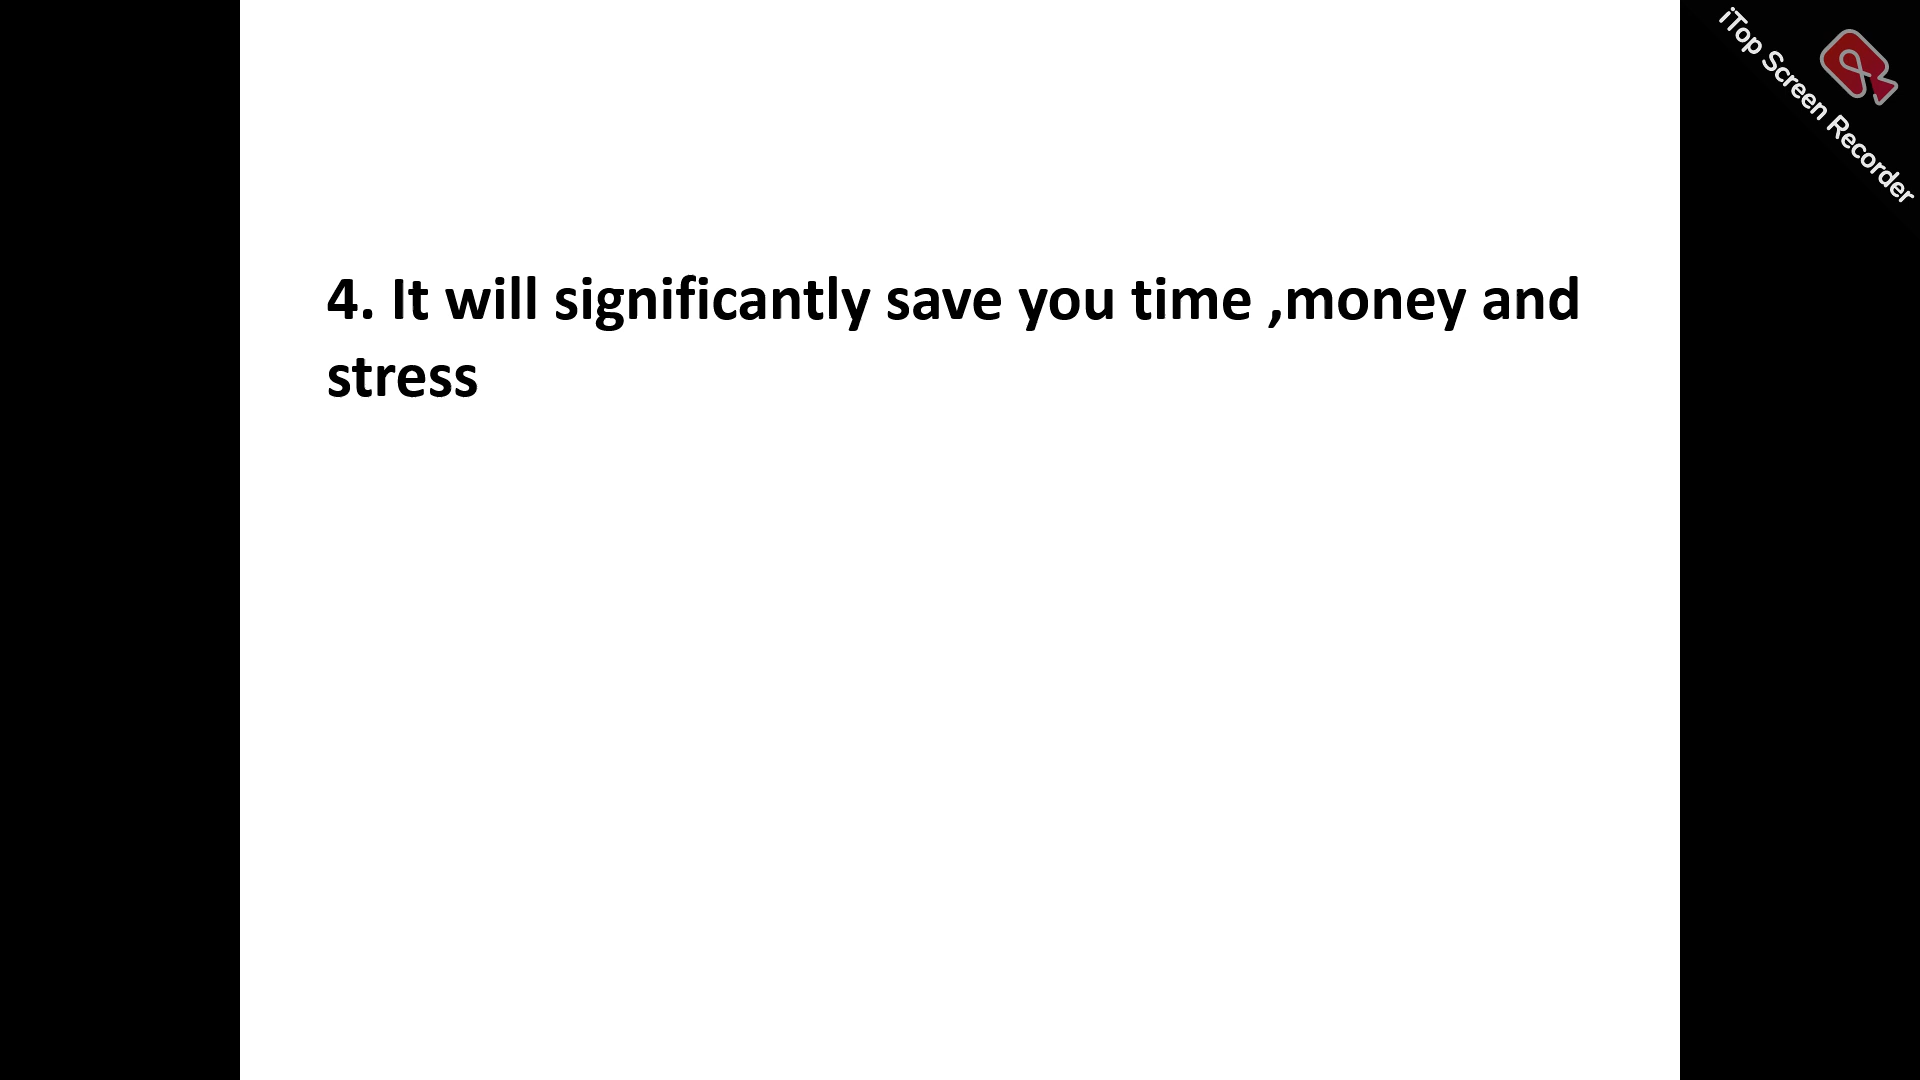 iTop Screen Recorder
4. It will significantly save you time ,money and
stress